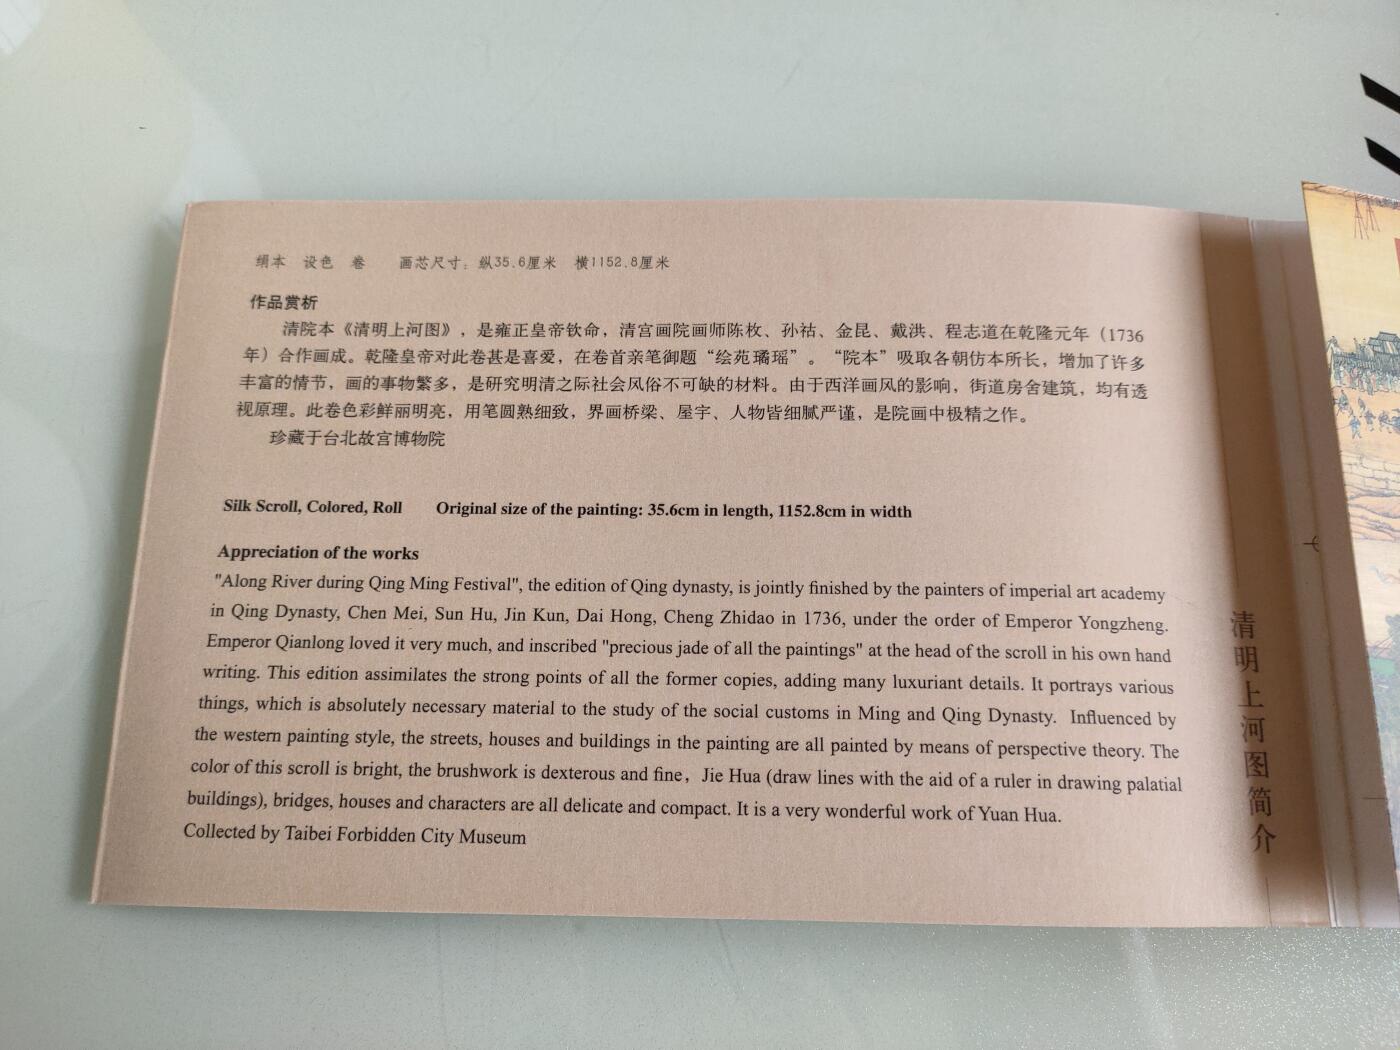 绢本 设色 卷 画芯尺寸：纵35.6厘米 横1152.8厘米
作品赏析
清院本《清明上河图》，是雍正皇帝钦命，清宫画院画师陈枚、孙祜、金昆、戴洪、程志道在乾隆元年（1736
年）合作画成。乾隆皇帝对此卷甚是喜爱，在卷首亲笔御题“绘苑璚瑶”。“院本”吸取各朝仿本所长，增加了许多
丰富的情节，画的事物繁多，是研究明清之际社会风俗不可缺的材料。由于西洋画风的影响，街道房舍建筑，均有透
视原理。此卷色彩鲜丽明亮，用笔圆熟细致，界画桥梁、屋宇、人物皆细腻严谨，是院画中极精之作。
珍藏于台北故宫博物院
Silk Scroll, Colored, Roll Original size of the painting: 35.6cm in length, 1152.8cm in width
Appreciation of the works
"Along River during Qing Ming Festival", the edition of Qing dynasty, is jointly finished by the painters of imperial art academy
in Qing Dynasty, Chen Mei, Sun Hu, Jin Kun, Dai Hong, Cheng Zhidao in 1736, under the order of Emperor Yongzheng.
Emperor Qianlong loved it very much, and inscribed "precious jade of all the paintings" at the head of the scroll in his own hand
writing. This edition assimilates the strong points of all the former copies, adding many luxuriant details. It portrays various
things, which is absolutely necessary material to the study of the social customs in Ming and Qing Dynasty. Influenced by
the western painting style, the streets, houses and buildings in the painting are all painted by means of perspective theory. The
color of this scroll is bright, the brushwork is dexterous and fine，Jie Hua (draw lines with the aid of a ruler in drawing palatial
buildings), bridges, houses and characters are all delicate and compact. It is a very wonderful work of Yuan Hua.
Collected by Taibei Forbidden City Museum
清明上河图简介